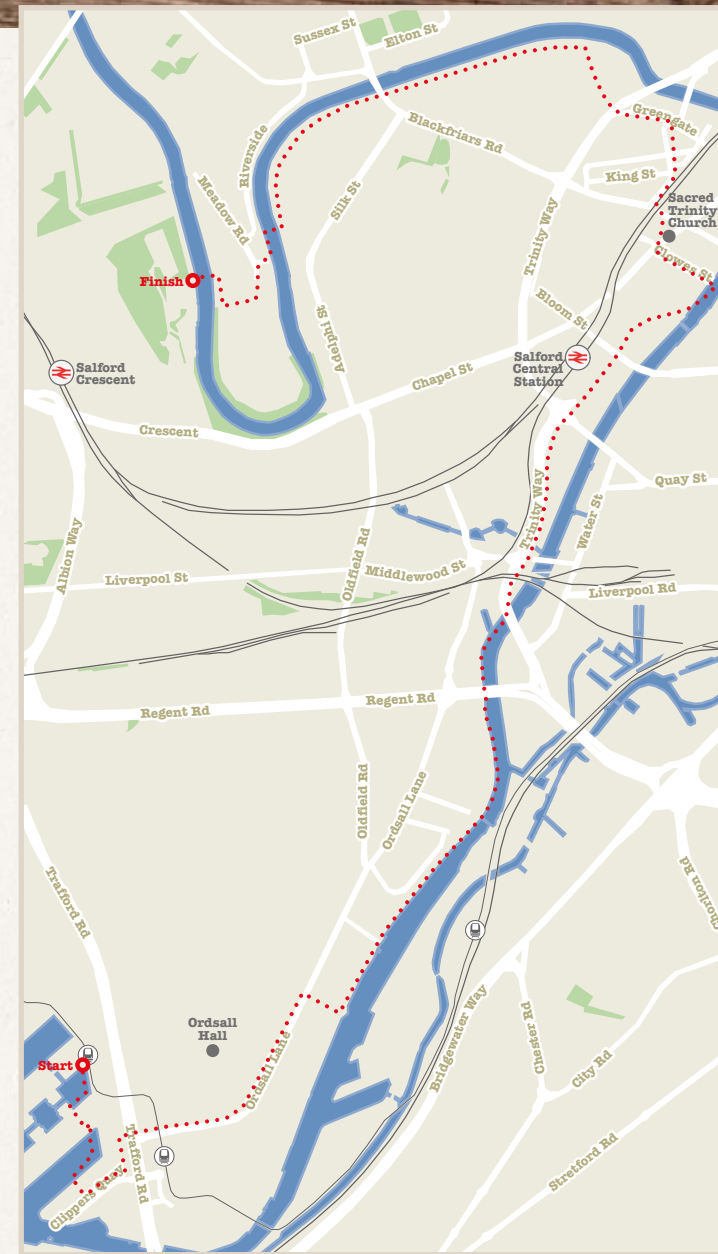 Sussex St
Elton St
Blackfriars Rd
Greengate
Riverside
King St
Meadow Rd
Silk St
Sacred
Trinity
Church
Trinity Way
Clowes St
Finish
Bloom St
Adelphi St
Salford
Central
Station
Salford
Crescent
Chapel St
Crescent
Quay St
Trinity Way
Water St
Albion Way
Oldfield Rd
Middlewood St
Liverpool St
Liverpool Rd
Regent Rd
Regent Rd
Oldfield Rd
Ordsall Lane
Trafford Rd
Chorlton Rd
Ordsall
Hall
Start
Ordsall Lane
Bridgewater Way
Chester Rd
City Rd
Trafford Rd
Clippers Quay
Stretford Rd